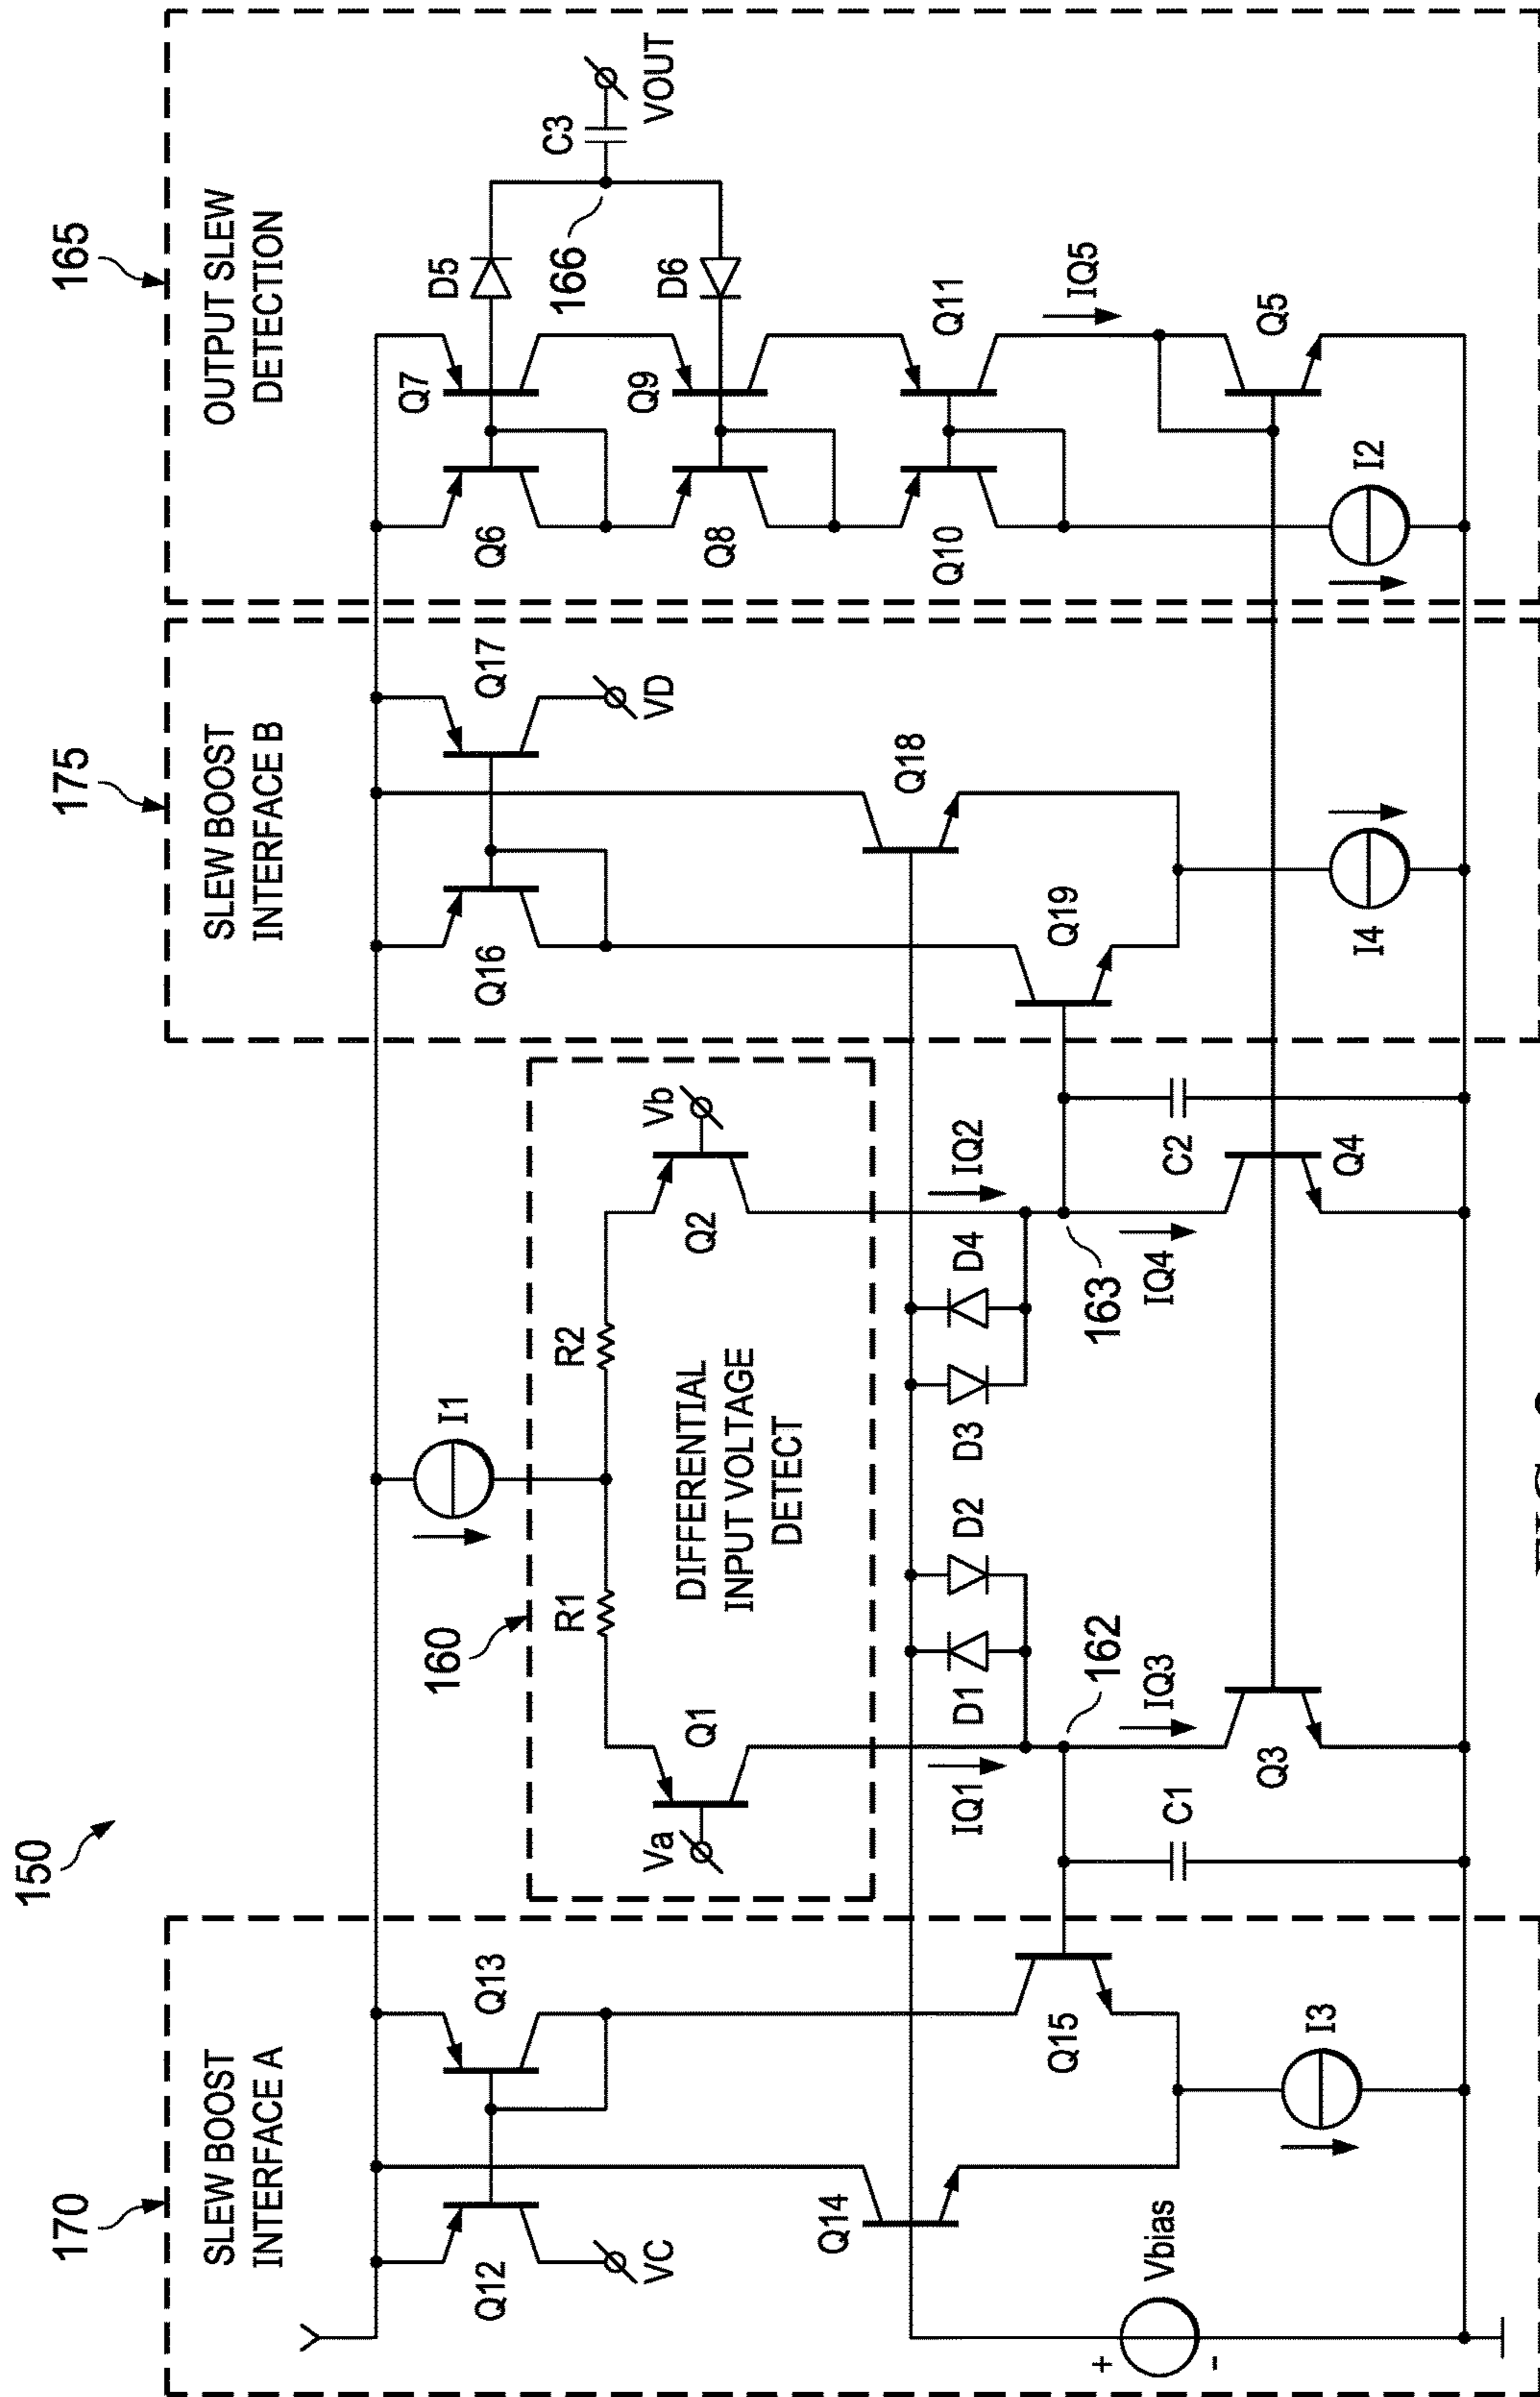 150
170
SLEW BOOST
INTERFACE A
Q12
Q13
VC
Q14
Q15
I3
Vbias
+
-
160
I1
R1
R2
Va
Q1
Q2
Vb
DIFFERENTIAL
INPUT VOLTAGE
DETECT
IQ1
D1
D2
D3
D4
IQ2
162
163
IQ3
IQ4
C1
Q3
C2
Q4
175
SLEW BOOST
INTERFACE B
Q16
Q17
VD
Q18
Q19
I4
165
OUTPUT SLEW
DETECTION
Q6
Q7
D5
C3
VOUT
166
Q8
Q9
D6
Q10
Q11
IQ5
Q5
I2